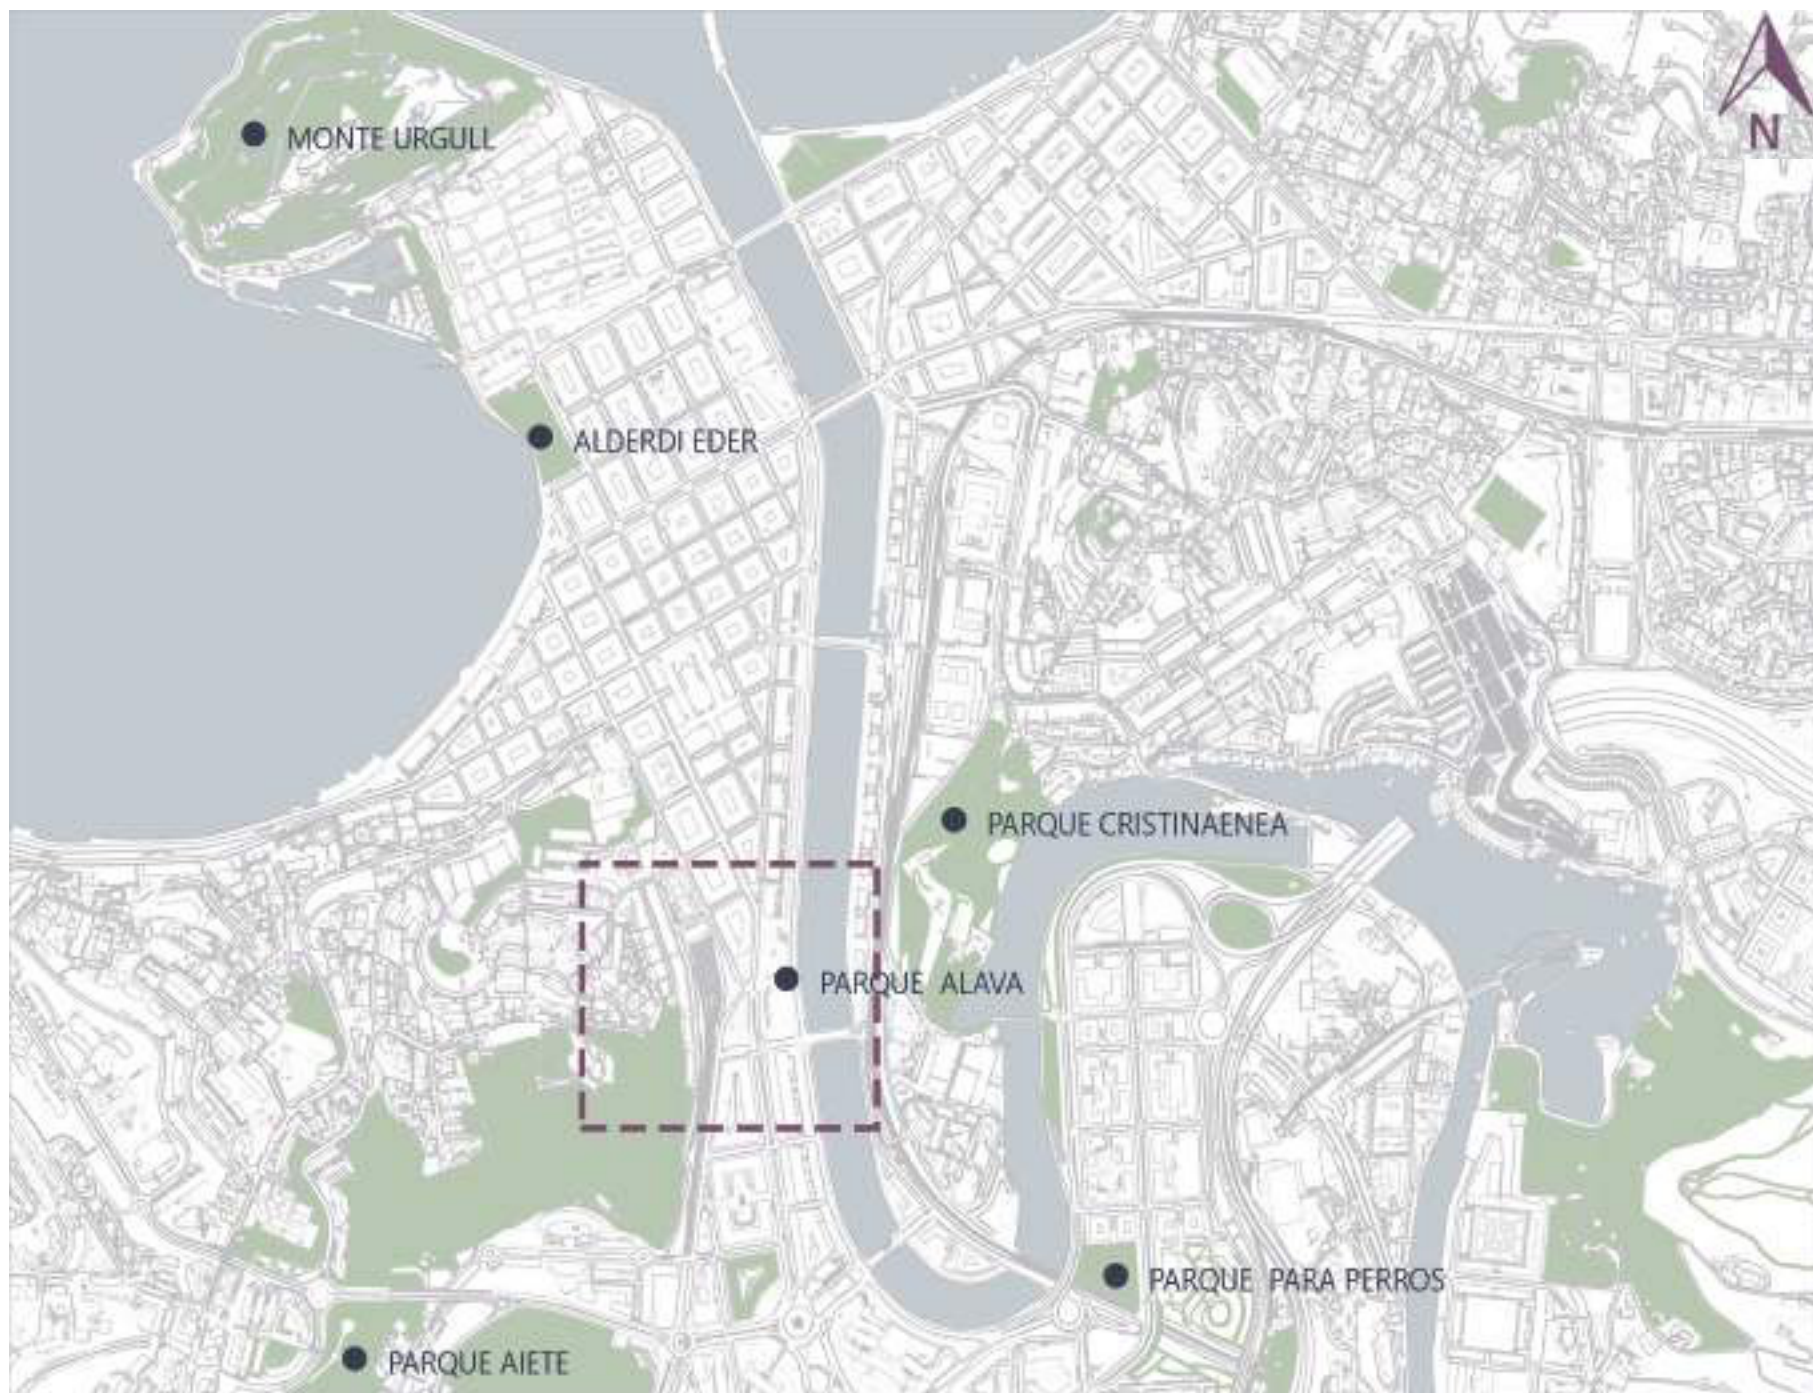 N
MONTE URGULL
ALDERDI EDER
PARQUE CRISTINAENEA
PARQUE ALAVA
PARQUE PARA PERROS
PARQUE AIETE